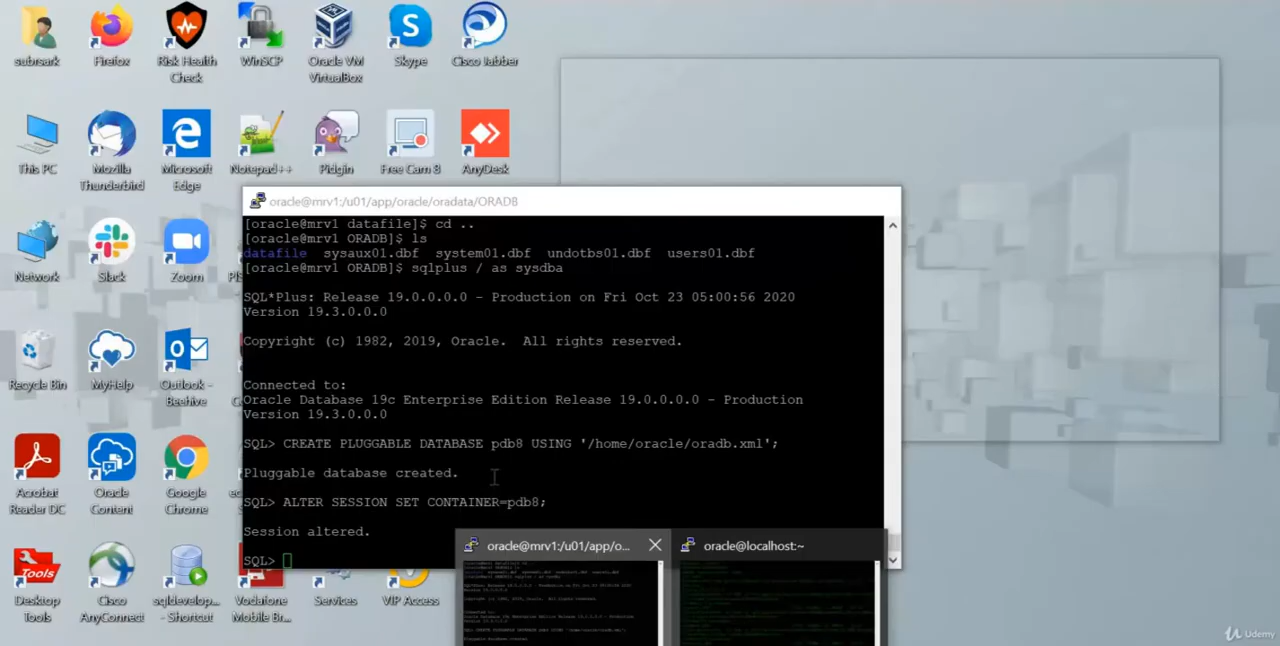 subrsark
Firefox
Risk Health
Check
WinSCP
Oracle VM
VirtualBox
Skype
Cisco Jabber
This PC
Mozilla
Thunderbird
Microsoft
Edge
Notepad++
Pidgin
Free Cam 8
AnyDesk
oracle@mrv1:/u01/app/oracle/oradata/ORADB
[oracle@mrv1 datafile]$ cd ..
[oracle@mrv1 ORADB]$ ls
datafile sysaux01.dbf system01.dbf undotbs01.dbf users01.dbf
[oracle@mrv1 ORADB]$ sqlplus / as sysdba
SQL*Plus: Release 19.0.0.0.0 - Production on Fri Oct 23 05:00:56 2020
Version 19.3.0.0.0
Copyright (c) 1982, 2019, Oracle. All rights reserved.
Connected to:
Oracle Database 19c Enterprise Edition Release 19.0.0.0.0 - Production
Version 19.3.0.0.0
SQL> CREATE PLUGGABLE DATABASE pdb8 USING '/home/oracle/oradb.xml';
Pluggable database created.
SQL> ALTER SESSION SET CONTAINER=pdb8;
Session altered.
SQL>
Network
Slack
Zoom
Recycle Bin
MyHelp
Outlook -
Beehive
Acrobat
Reader DC
Oracle
Content
Google
Chrome
oracle@mrv1:/u01/app/o...
oracle@localhost:~
Tools
Desktop
Tools
Cisco
AnyConnect
sqldevelop...
- Shortcut
Vodafone
Mobile Br...
Services
VIP Access
Udemy